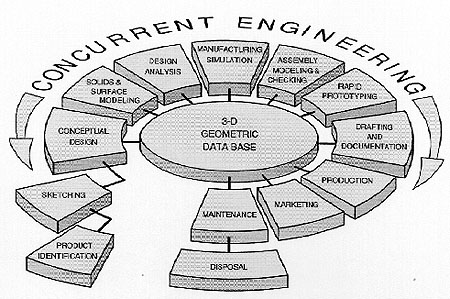 CONCURRENT ENGINEERING
MANUFACTURING
SIMULATION
DESIGN
ANALYSIS
ASSEMBLY
MODELING &
CHECKING
SOLIDS &
SURFACE
MODELING
RAPID
PROTOTYPING
CONCEPTUAL
DESIGN
3-D
GEOMETRIC
DATA BASE
DRAFTING
AND
DOCUMENTATION
SKETCHING
PRODUCTION
MAINTENANCE
MARKETING
PRODUCT
IDENTIFICATION
DISPOSAL